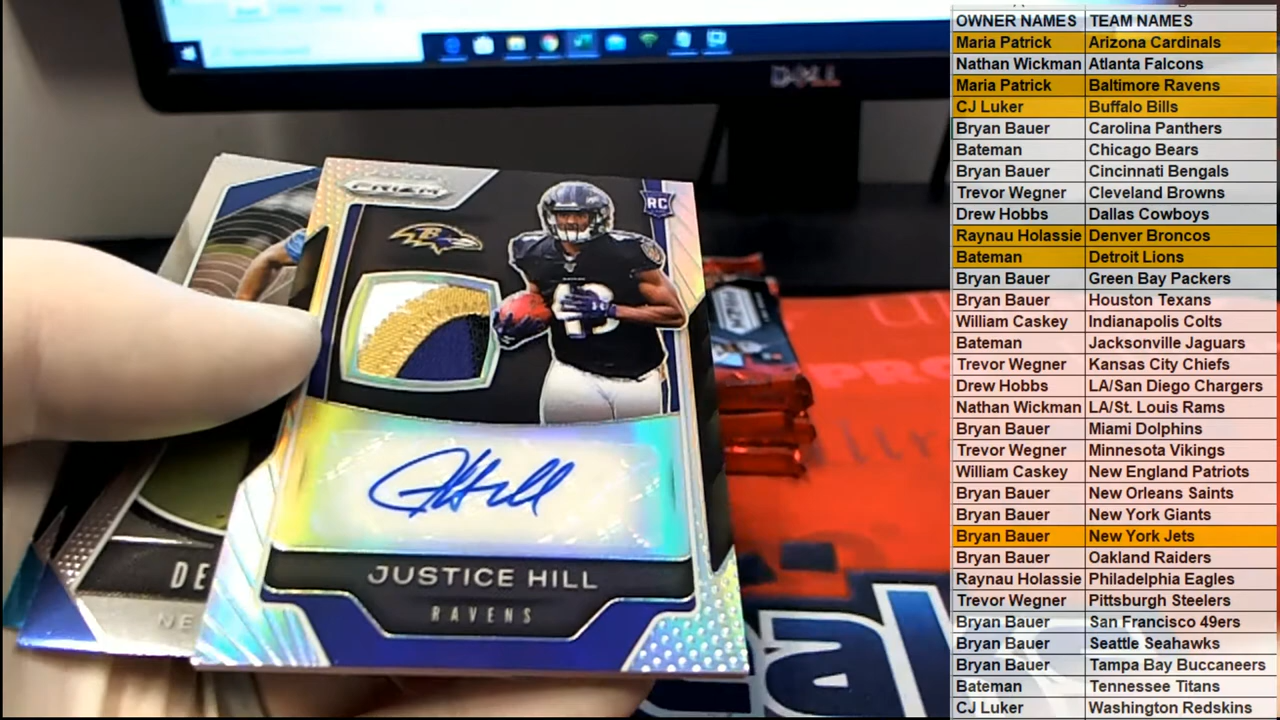 DELL
PRIZM
RC
JUSTICE HILL
RAVENS
DE
NE
OWNER NAMES TEAM NAMES
Maria Patrick Arizona Cardinals
Nathan Wickman Atlanta Falcons
Maria Patrick Baltimore Ravens
CJ Luker Buffalo Bills
Bryan Bauer Carolina Panthers
Bateman Chicago Bears
Bryan Bauer Cincinnati Bengals
Trevor Wegner Cleveland Browns
Drew Hobbs Dallas Cowboys
Raynau Holassie Denver Broncos
Bateman Detroit Lions
Bryan Bauer Green Bay Packers
Bryan Bauer Houston Texans
William Caskey Indianapolis Colts
Bateman Jacksonville Jaguars
Trevor Wegner Kansas City Chiefs
Drew Hobbs LA/San Diego Chargers
Nathan Wickman LA/St. Louis Rams
Bryan Bauer Miami Dolphins
Trevor Wegner Minnesota Vikings
William Caskey New England Patriots
Bryan Bauer New Orleans Saints
Bryan Bauer New York Giants
Bryan Bauer New York Jets
Bryan Bauer Oakland Raiders
Raynau Holassie Philadelphia Eagles
Trevor Wegner Pittsburgh Steelers
Bryan Bauer San Francisco 49ers
Bryan Bauer Seattle Seahawks
Bryan Bauer Tampa Bay Buccaneers
Bateman Tennessee Titans
CJ Luker Washington Redskins